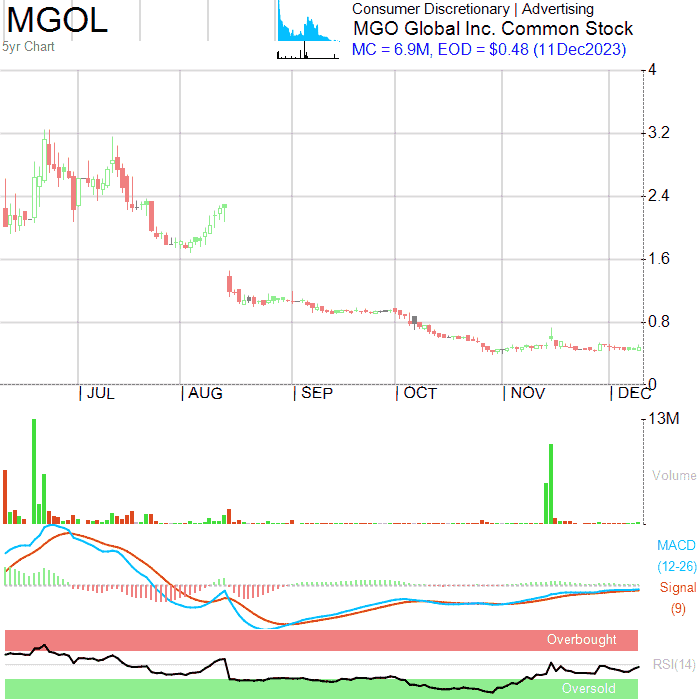 MGOL
5yr Chart
Consumer Discretionary | Advertising
MGO Global Inc. Common Stock
MC = 6.9M, EOD = $0.48 (11Dec2023)
4
3.2
2.4
1.6
0.8
0
| JUL | AUG | SEP | OCT | NOV | DEC
13M
Volume
MACD
(12-26)
Signal
(9)
Overbought
RSI(14)
Oversold